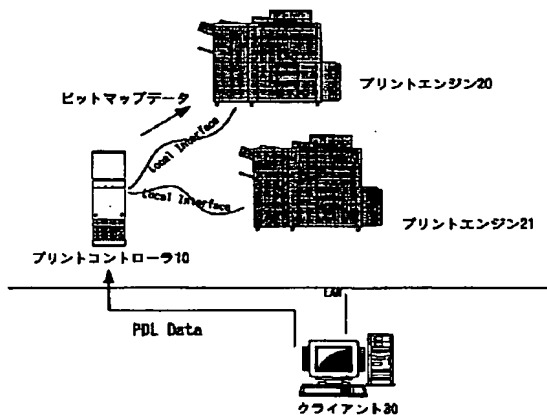 プリントエンジン20
ビットマップデータ
Local Interface
Local Interface
プリントエンジン21
プリントコントローラ10
LAN
PDL Data
クライアント30